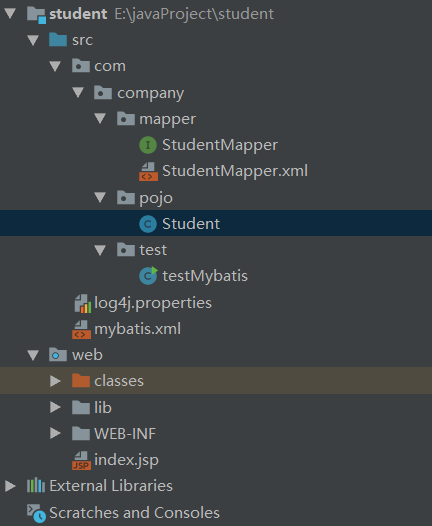 student E:\javaProject\student
src
com
company
mapper
StudentMapper
StudentMapper.xml
pojo
Student
test
testMybatis
log4j.properties
mybatis.xml
web
classes
lib
WEB-INF
index.jsp
External Libraries
Scratches and Consoles